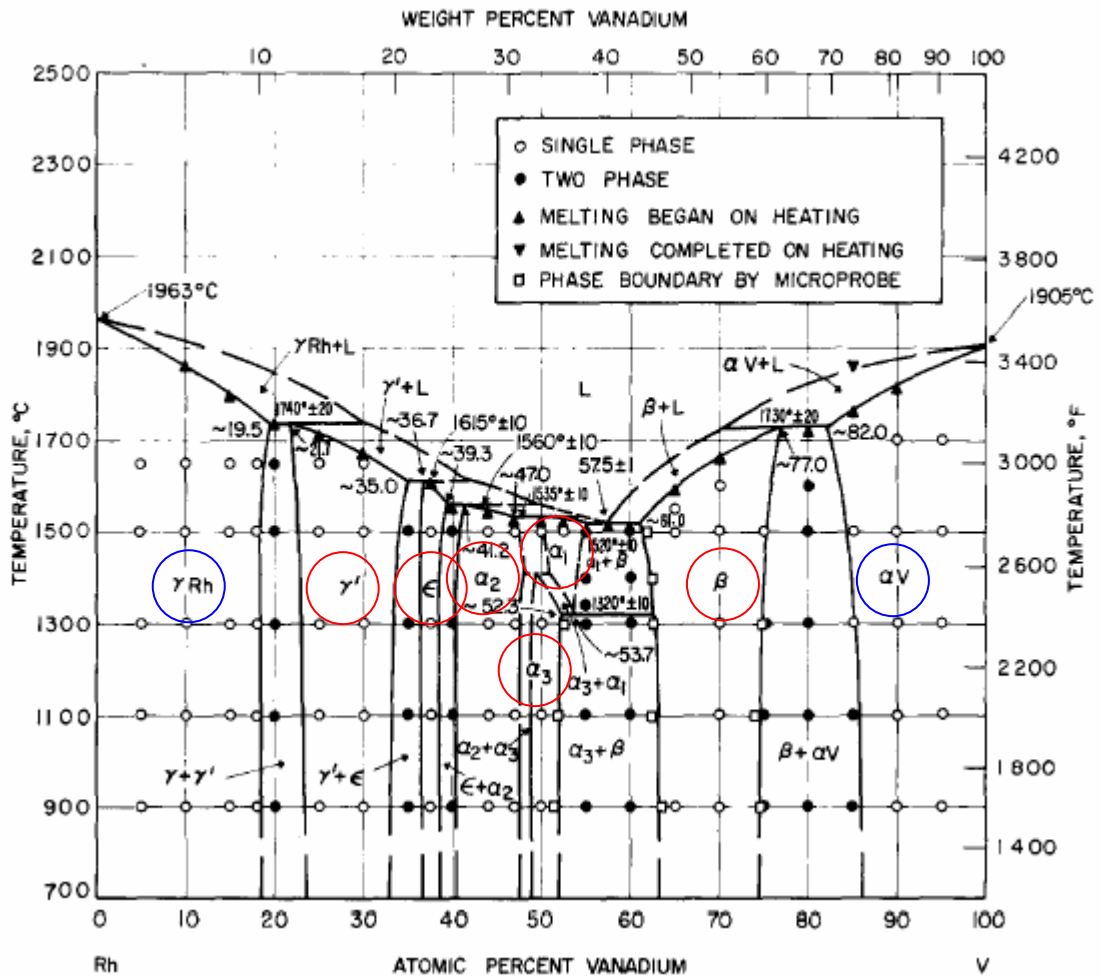 WEIGHT PERCENT VANADIUM
10 20 30 40 50 60 70 80 90 100
2500
2300
2100
1900
1700
1500
1300
1100
900
700
TEMPERATURE, °C
○ SINGLE PHASE
● TWO PHASE
▲ MELTING BEGAN ON HEATING
▼ MELTING COMPLETED ON HEATING
□ PHASE BOUNDARY BY MICROPROBE
4200
3800
3400
3000
2600
2200
1800
1400
TEMPERATURE, °F
1963°C
1905°C
γRh+L
αV+L
γ'+L
L
β+L
1740°±20
~36.7
1615°±10
1560°±10
1730°±20
~19.5
~21.7
~39.3
~47.0
57.5±1
~82.0
~35.0
1535°±10
~77.0
~61.0
~41.2
1520°±10
γRh
γ'
ϵ
α₂
α₁
α₁+β
β
αV
~52.3
1320°±10
~53.7
α₃
α₃+α₁
γ+γ'
γ'+ϵ
ϵ+α₂
α₂+α₃
α₃+β
β+αV
0 10 20 30 40 50 60 70 80 90 100
Rh
ATOMIC PERCENT VANADIUM
V